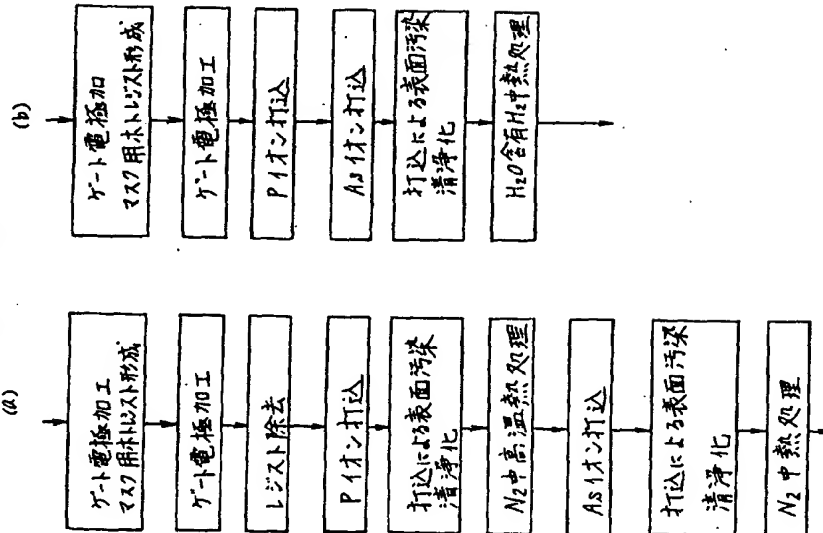 (b)
ゲート電極加
マスク用ホトレジスト形成
ゲート電極加工
Pイオン打込
Asイオン打込
打込による表面汚染
清浄化
H₂O含有H₂中熱処理
(a)
ゲート電極加工
マスク用ホトレジスト形成
ゲート電極加工
レジスト除去
Pイオン打込
打込による表面汚染
清浄化
N₂中高温熱処理
Asイオン打込
打込による表面汚染
清浄化
N₂中熱処理